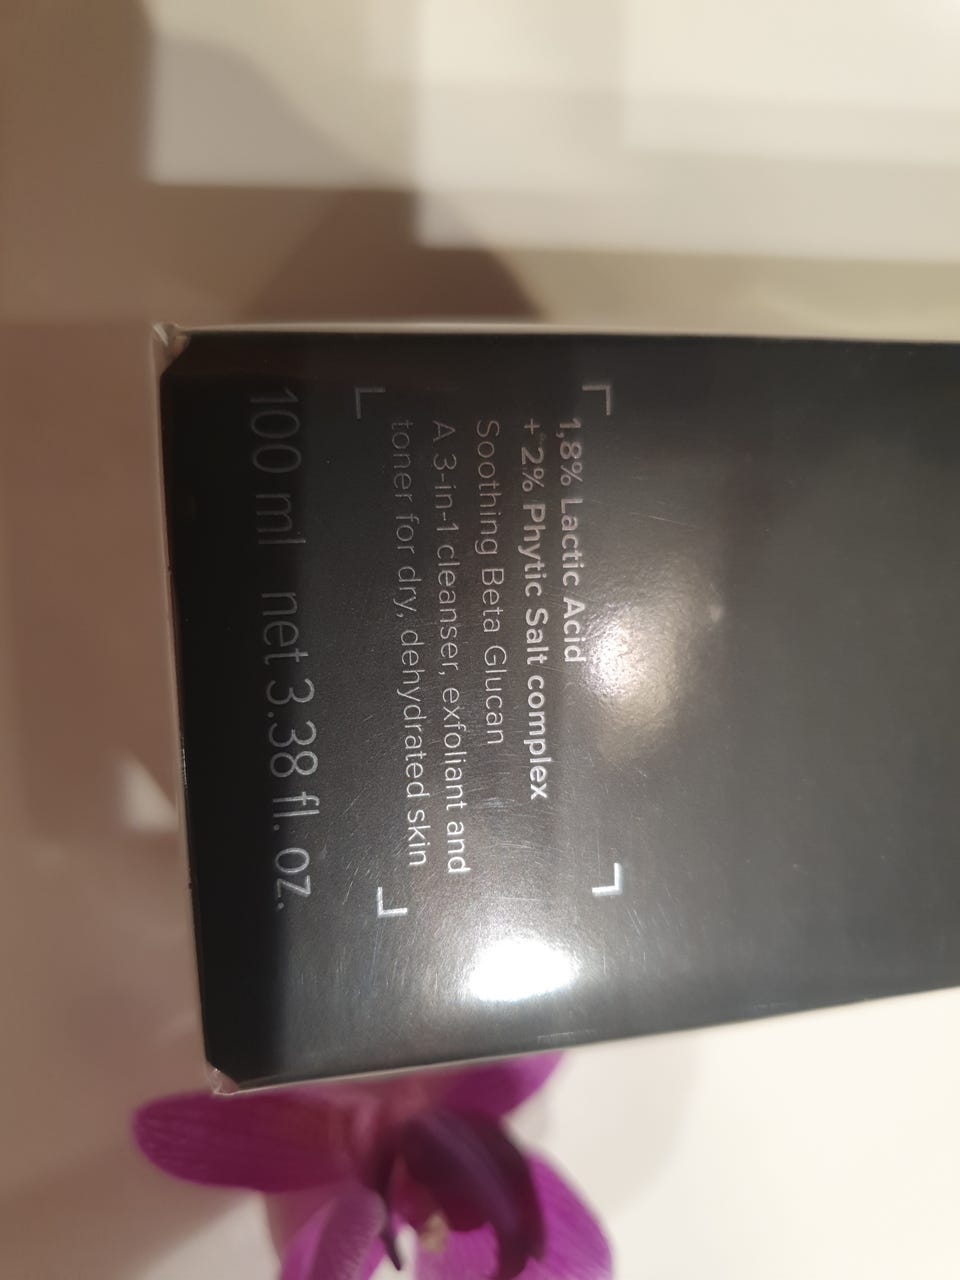 1,8% Lactic Acid
+ 2% Phytic Salt complex
Soothing Beta Glucan
A 3-in-1 cleanser, exfoliant and
toner for dry, dehydrated skin
100 ml net 3.38 fl. oz.